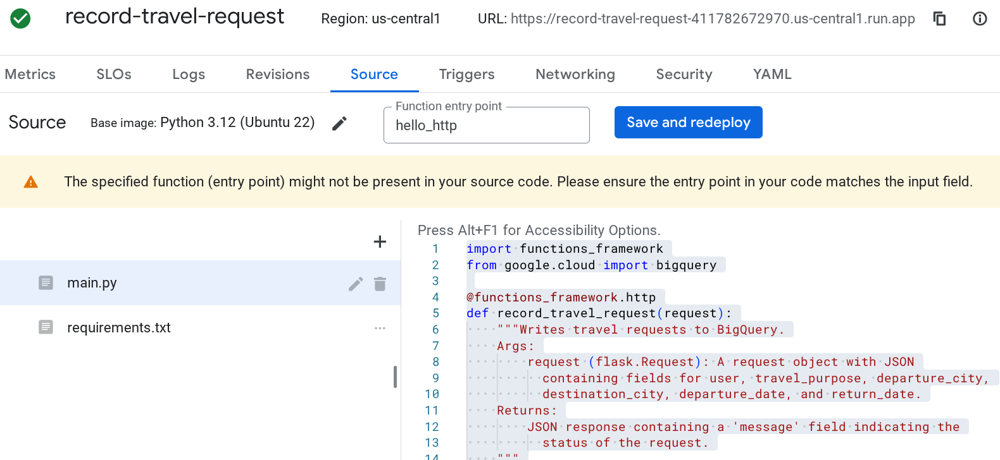 record-travel-request Region: us-central1 URL: https://record-travel-request-411782672970.us-central1.run.app
Metrics SLOs Logs Revisions Source Triggers Networking Security YAML
Function entry point
Source Base image: Python 3.12 (Ubuntu 22) hello_http Save and redeploy
The specified function (entry point) might not be present in your source code. Please ensure the entry point in your code matches the input field.
main.py
requirements.txt
Press Alt+F1 for Accessibility Options.
1 import functions_framework
2 from google.cloud import bigquery
3
4 @functions_framework.http
5 def record_travel_request(request):
6 """Writes travel requests to BigQuery.
7 Args:
8 request (flask.Request): A request object with JSON
9 containing fields for user, travel_purpose, departure_city,
10 destination_city, departure_date, and return_date.
11 Returns:
12 JSON response containing a 'message' field indicating the
13 status of the request.
14 """